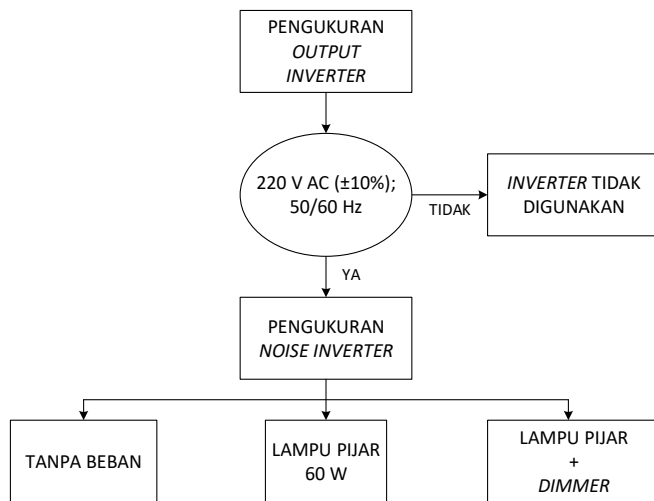 PENGUKURAN
OUTPUT
INVERTER
220 V AC (±10%);
50/60 Hz
TIDAK
INVERTER TIDAK
DIGUNAKAN
YA
PENGUKURAN
NOISE INVERTER
TANPA BEBAN
LAMPU PIJAR
60 W
LAMPU PIJAR
+
DIMMER